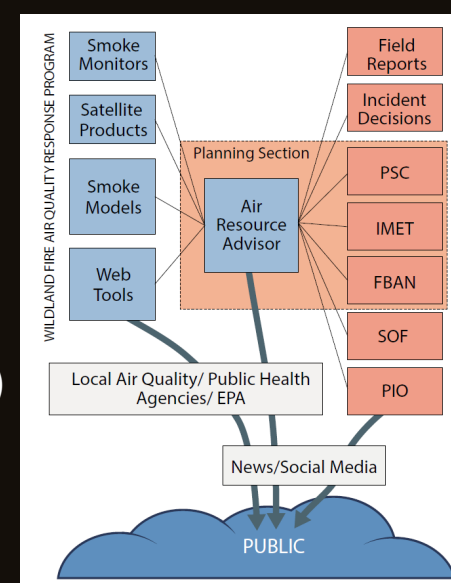 WILDLAND FIRE AIR QUALITY RESPONSE PROGRAM
Smoke
Monitors
Satellite
Products
Smoke
Models
Web
Tools
Planning Section
Air
Resource
Advisor
Field
Reports
Incident
Decisions
PSC
IMET
FBAN
SOF
PIO
Local Air Quality/ Public Health
Agencies/ EPA
News/Social Media
PUBLIC